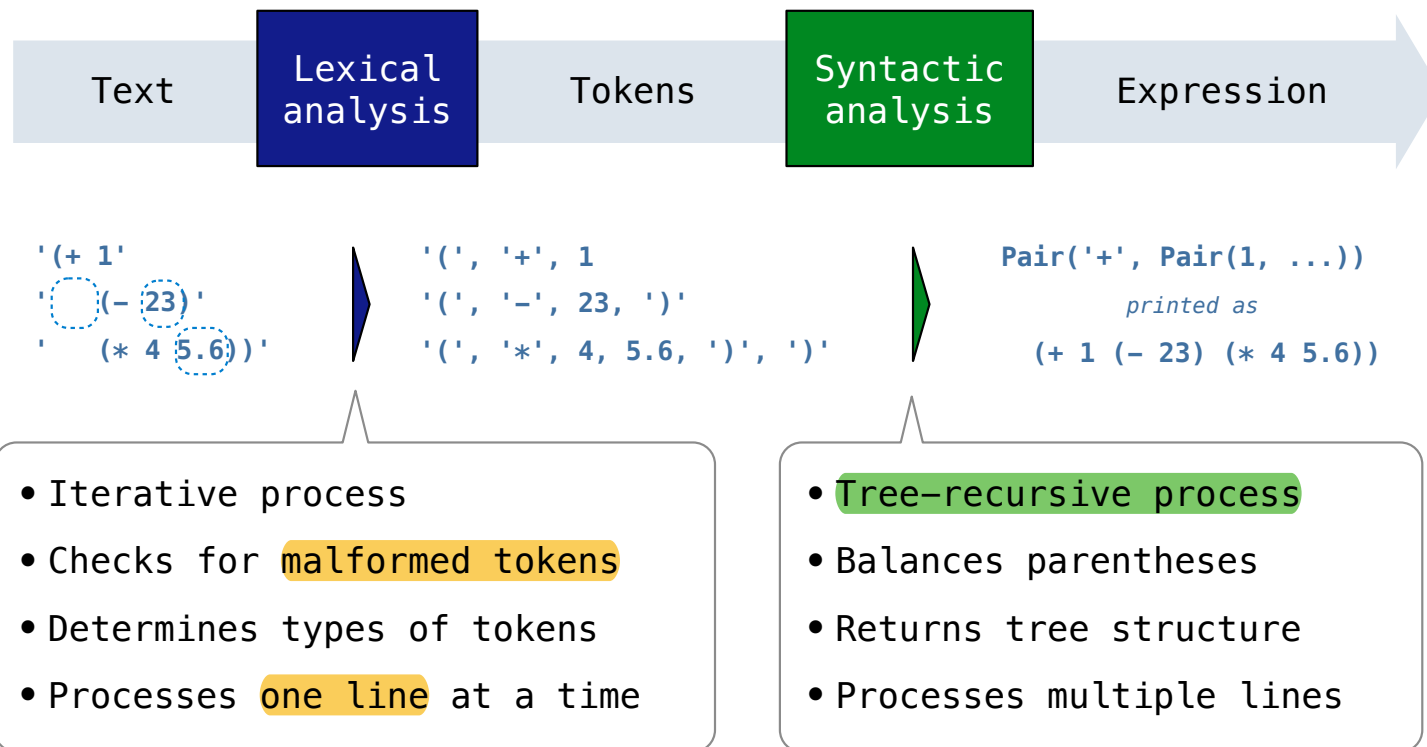 Text
Lexical
analysis
Tokens
Syntactic
analysis
Expression
'(+ 1'
'   (– 23)'
'   (* 4 5.6))'
'(', '+', 1
'(', '–', 23, ')'
'(', '*', 4, 5.6, ')', ')'
Pair('+', Pair(1, ...))
printed as
(+ 1 (– 23) (* 4 5.6))
• Iterative process
• Checks for malformed tokens
• Determines types of tokens
• Processes one line at a time
• Tree–recursive process
• Balances parentheses
• Returns tree structure
• Processes multiple lines